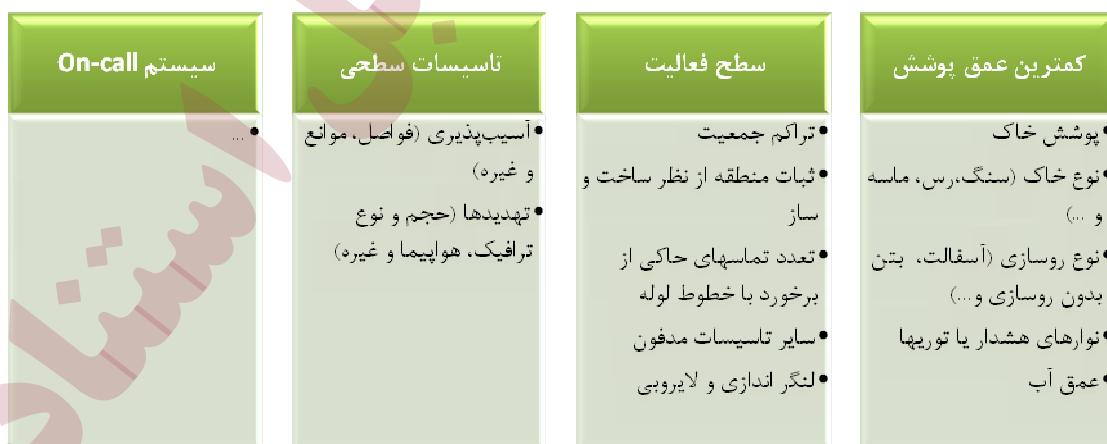 کمترین عمق پوشش
•پوشش خاک
•نوع خاک (سنگ،رس، ماسه
و ...)
•نوع روسازی (آسفالت، بتن
بدون روسازی و...)
•نوارهای هشدار یا توریها
•عمق آب
سطح فعالیت
•تراکم جمعیت
•ثبات منطقه از نظر ساخت و
ساز
•تعدد تماسهای حاکی از
برخورد با خطوط لوله
•سایر تاسیسات مدفون
•لنگر اندازی و لایروبی
تاسیسات سطحی
•آسیب‌پذیری (فواصل، موانع
و غیره)
•تهدیدها (حجم و نوع
ترافیک، هواپیما و غیره)
سیستم On-call
•...